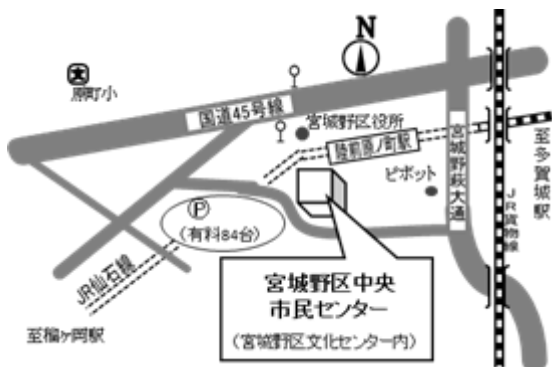 N
原町小
国道45号線
宮城野区役所
陸前原ノ町駅
至多賀城駅
宮城野萩大通
JR貨物線
ピボット
P
(有料84台)
JR仙石線
至榴ヶ岡駅
宮城野区中央
市民センター
(宮城野区文化センター内)